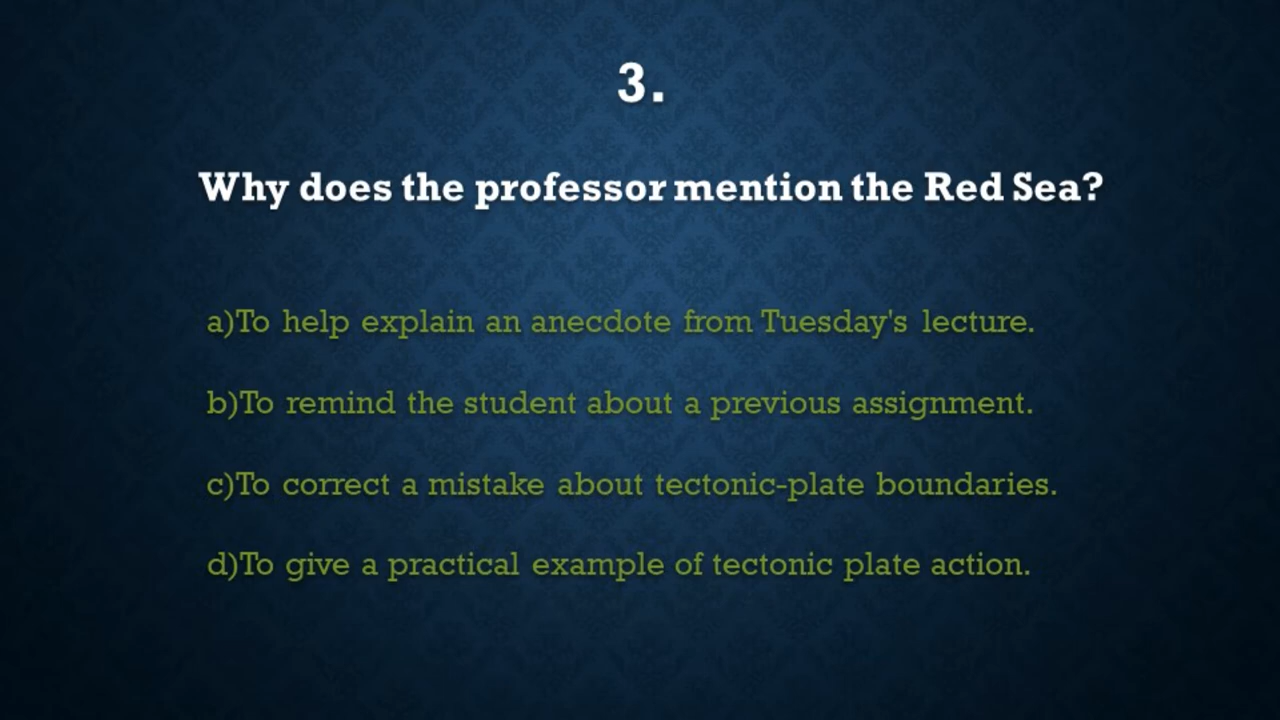 3.
Why does the professor mention the Red Sea?
a)To help explain an anecdote from Tuesday's lecture.
b)To remind the student about a previous assignment.
c)To correct a mistake about tectonic-plate boundaries.
d)To give a practical example of tectonic plate action.